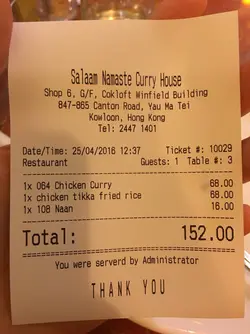 Salaam Namaste Curry House
Shop 6, G/F, Cokloft Winfield Building
847-865 Canton Road, Yau Ma Tei
Kowloon, Hong Kong
Tel: 2447 1401
Date/Time: 25/04/2016 12:37 Ticket #: 10029
Restaurant Guests: 1 Table #: 3
1x 064 Chicken Curry 68.00
1x chicken tikka fried rice 68.00
1x 108 Naan 16.00
Total: 152.00
You were serverd by Administrator
THANK YOU